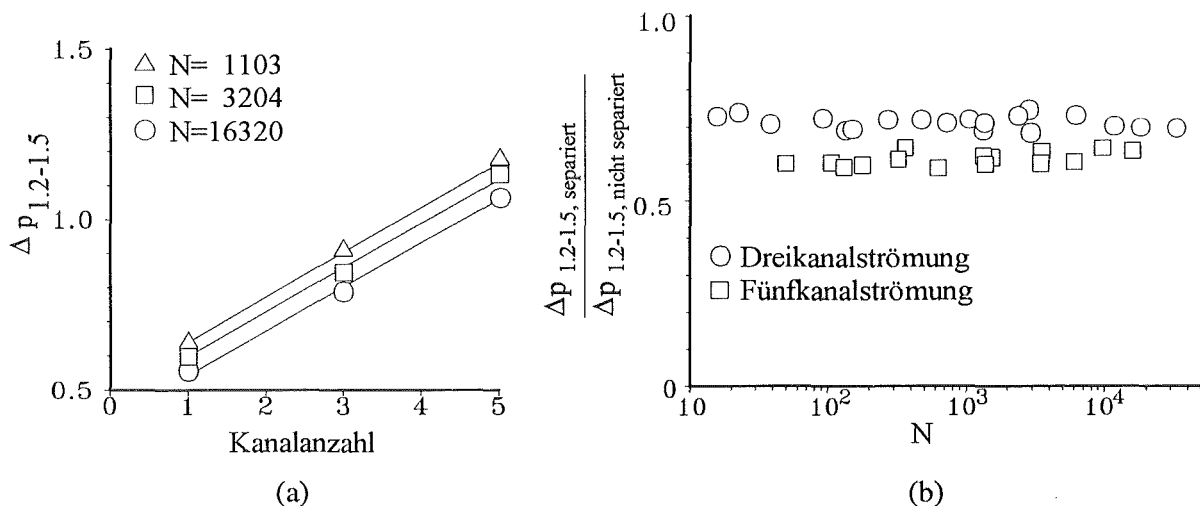 1.5
1.0
0.5
Δ p 1.2-1.5
△ N= 1103
□ N= 3204
○ N=16320
0 1 2 3 4 5
Kanalanzahl
(a)
Δp 1.2-1.5, separiert
Δp 1.2-1.5, nicht separiert
1.0
0.5
0
○ Dreikanalströmung
□ Fünfkanalströmung
10 10² 10³ 10⁴
N
(b)